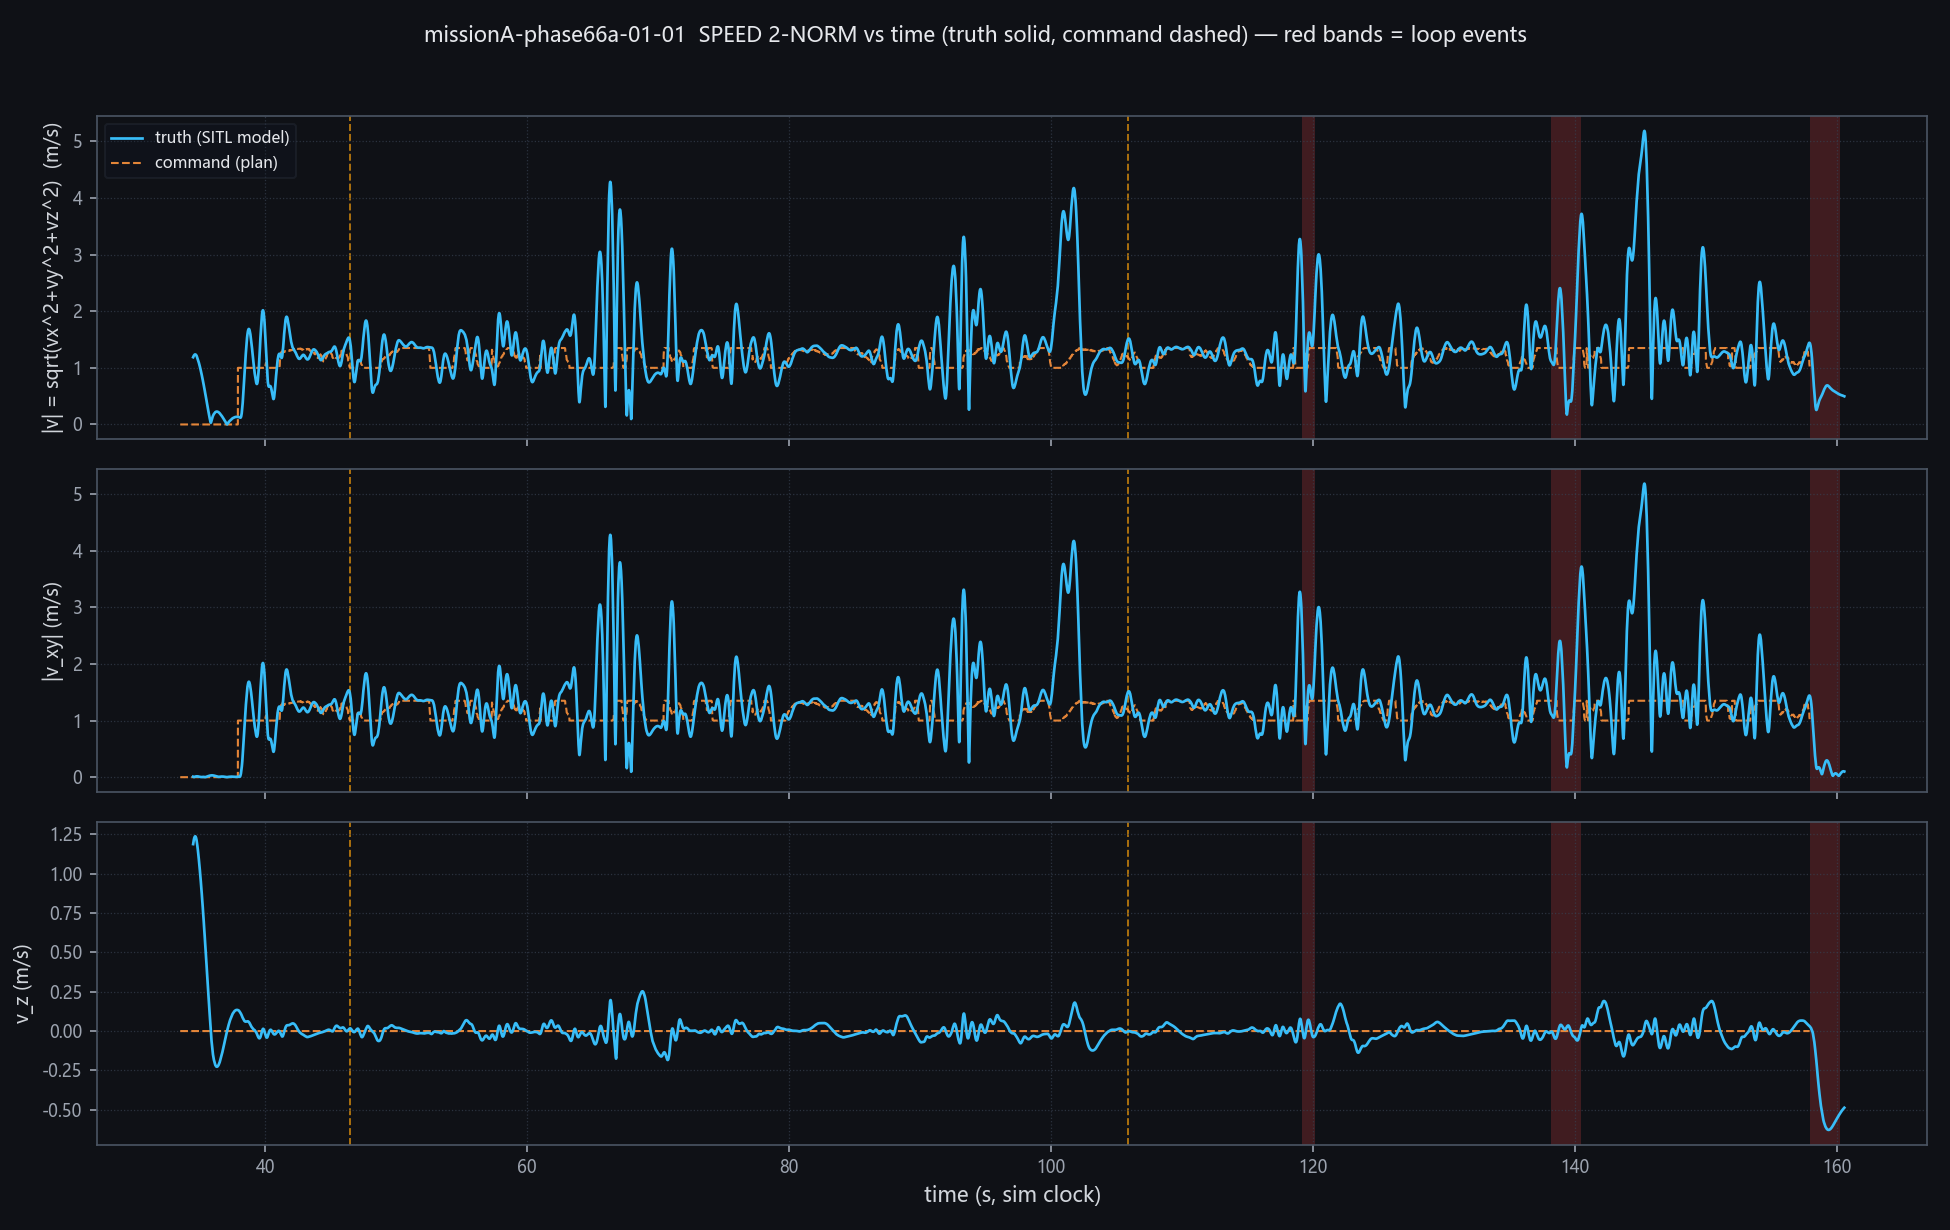 missionA-phase66a-01-01  SPEED 2-NORM vs time (truth solid, command dashed) — red bands = loop events
|v| = sqrt(vx^2+vy^2+vz^2) (m/s)
5
4
3
2
1
0
truth (SITL model)
command (plan)
|v_xy| (m/s)
5
4
3
2
1
0
v_z (m/s)
1.25
1.00
0.75
0.50
0.25
0.00
-0.25
-0.50
40 60 80 100 120 140 160
time (s, sim clock)